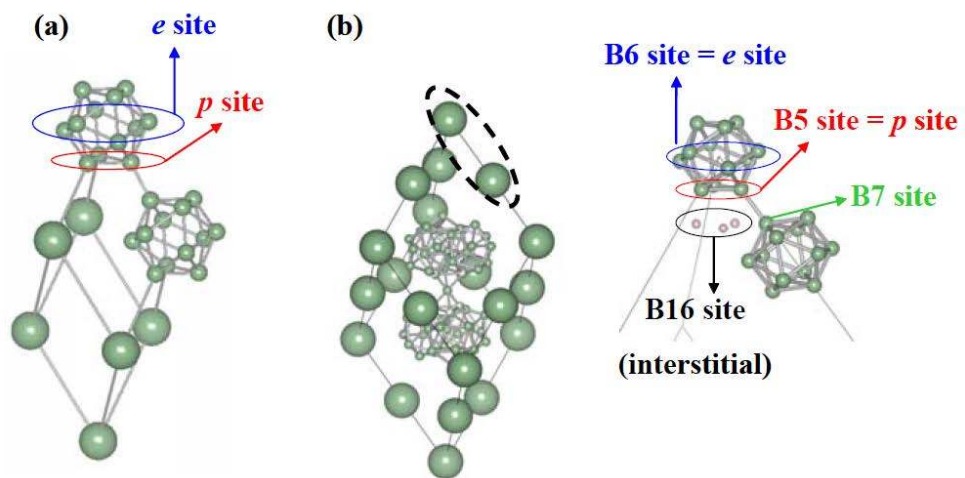 (a)
e site
p site
(b)
B6 site = e site
B5 site = p site
B7 site
B16 site
(interstitial)